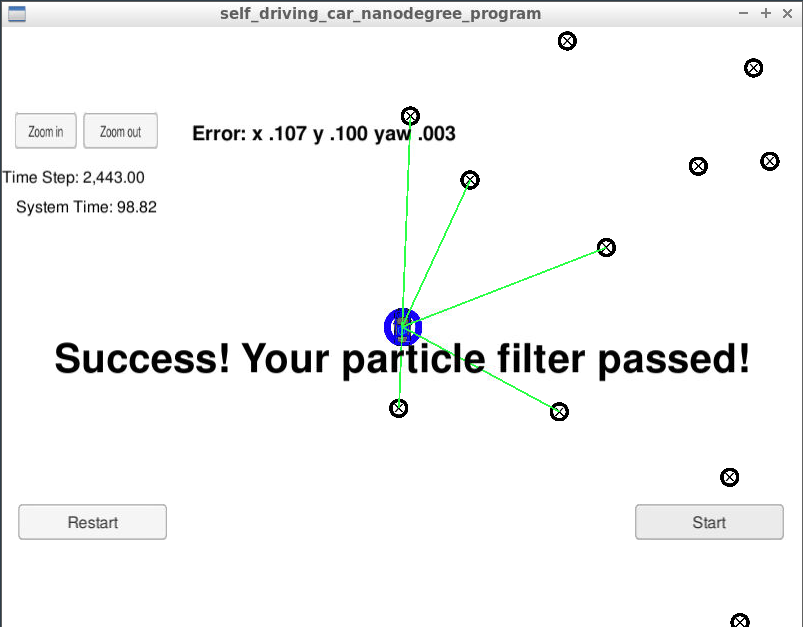 self_driving_car_nanodegree_program
Zoom in
Zoom out
Error: x .107 y .100 yaw .003
Time Step: 2,443.00
System Time: 98.82
Success! Your particle filter passed!
Restart
Start